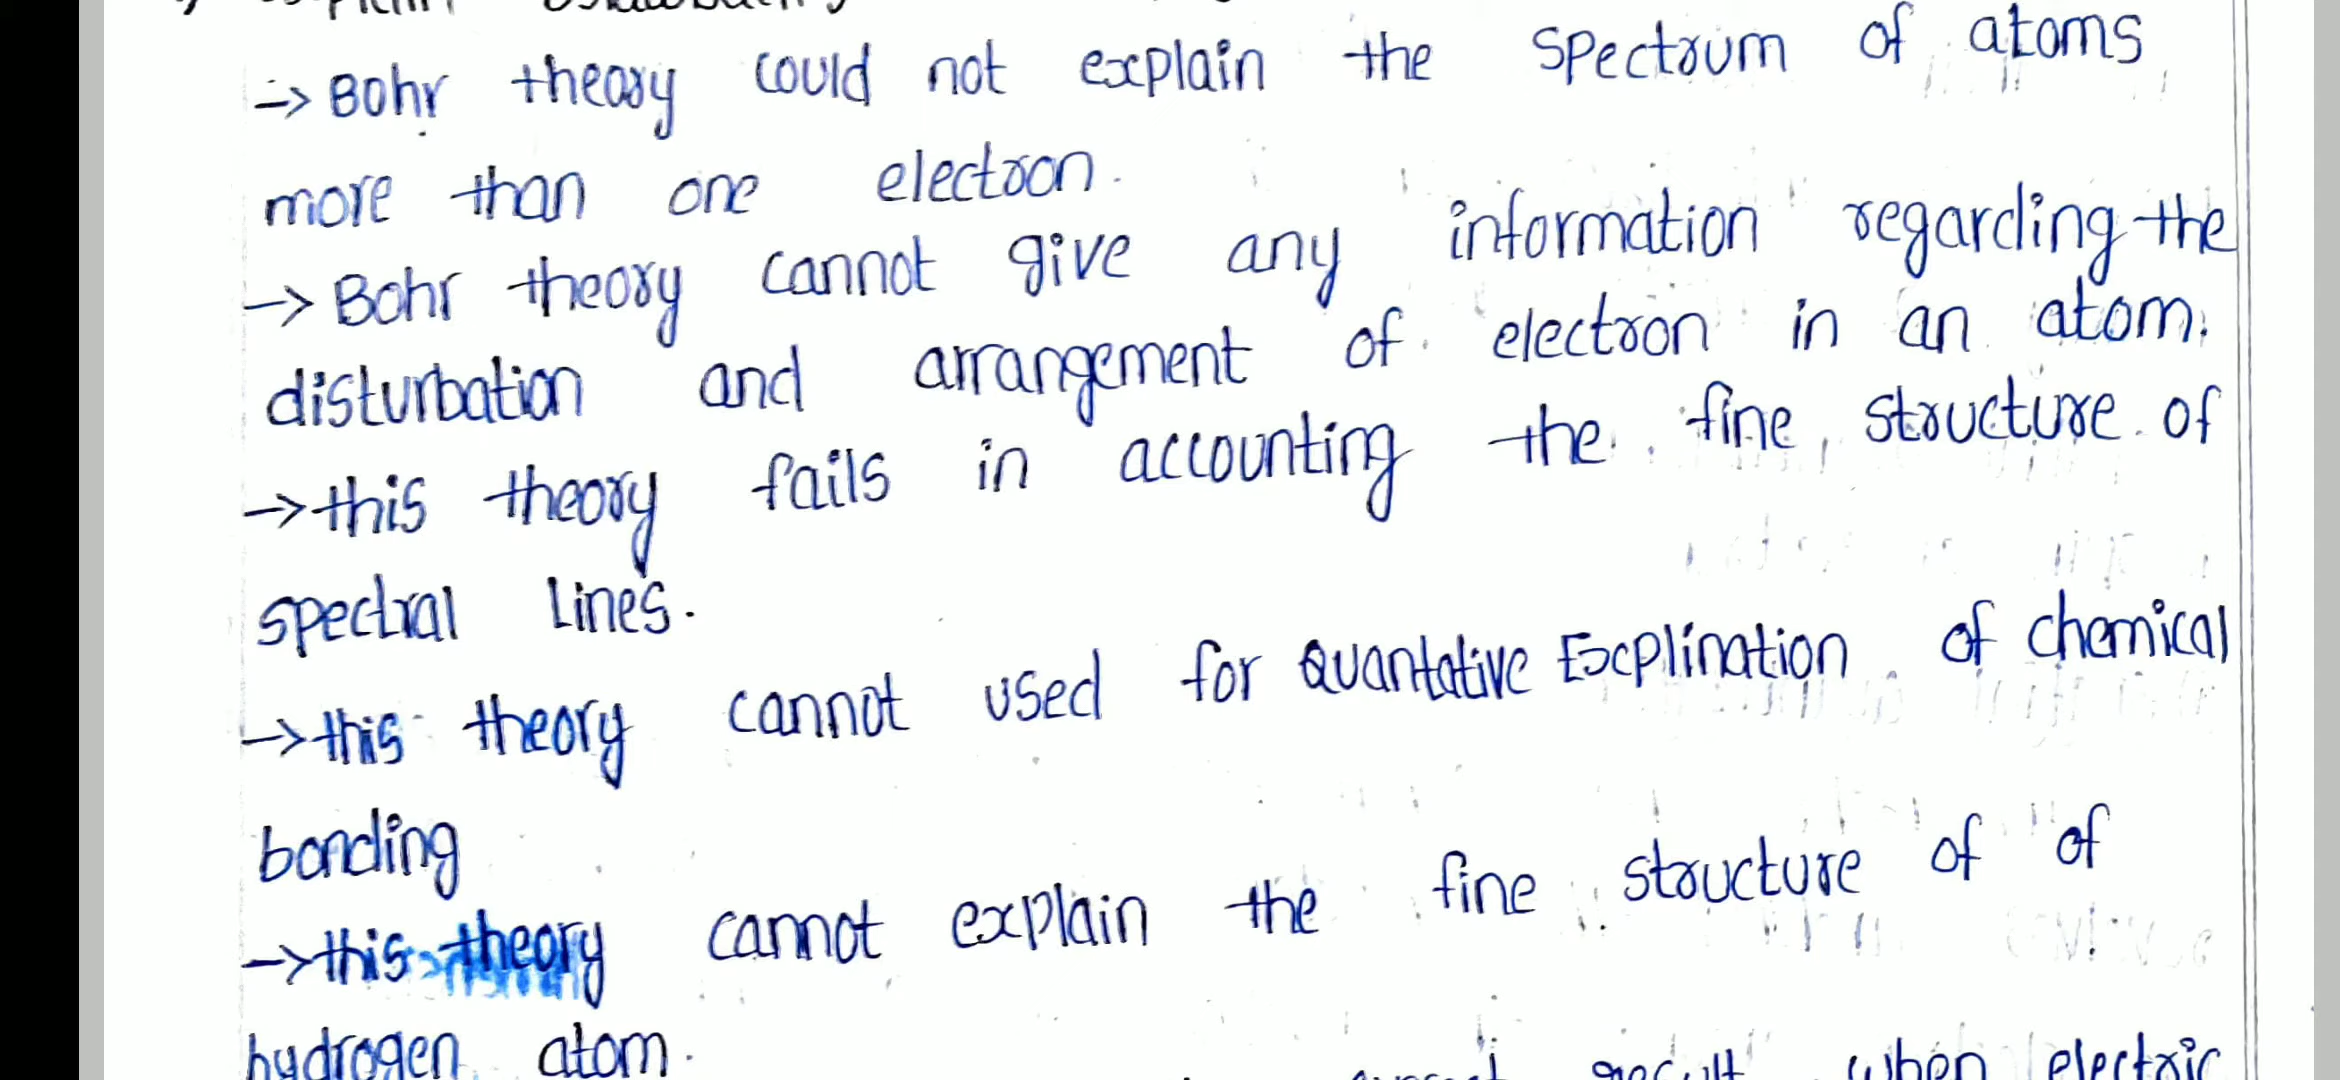 → Bohr theory could not explain the spectrum of atoms
more than one electron.
→ Bohr theory cannot give any information regarding the
disturbation and arrangement of electron in an atom.
→ this theory fails in accounting the fine structure of
spectral Lines.
→ this theory cannot used for Quantative Explination of chemical
bonding
→ this theory cannot explain the fine structure of of
hydrogen atom.
result when electric